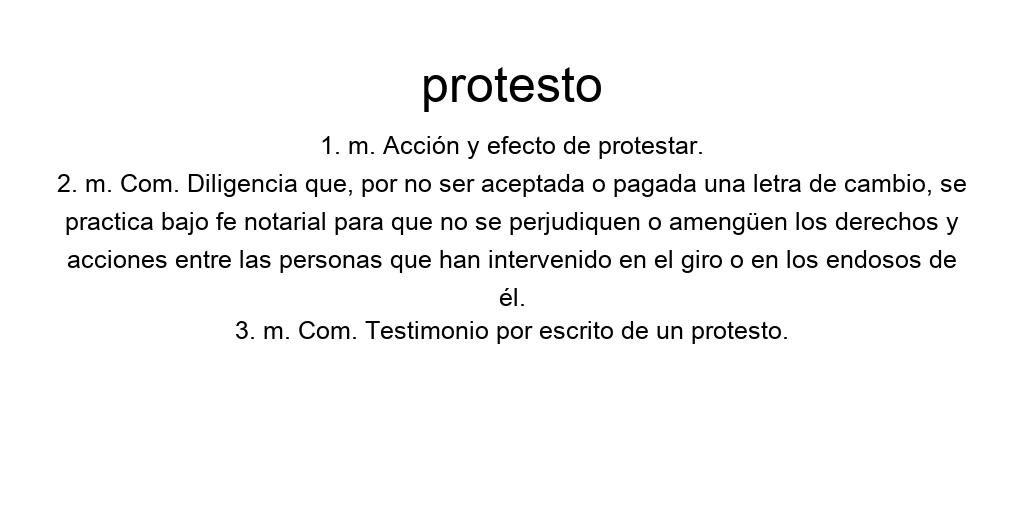 protesto
1. m. Acción y efecto de protestar.
2. m. Com. Diligencia que, por no ser aceptada o pagada una letra de cambio, se
practica bajo fe notarial para que no se perjudiquen o amengüen los derechos y
acciones entre las personas que han intervenido en el giro o en los endosos de
él.
3. m. Com. Testimonio por escrito de un protesto.